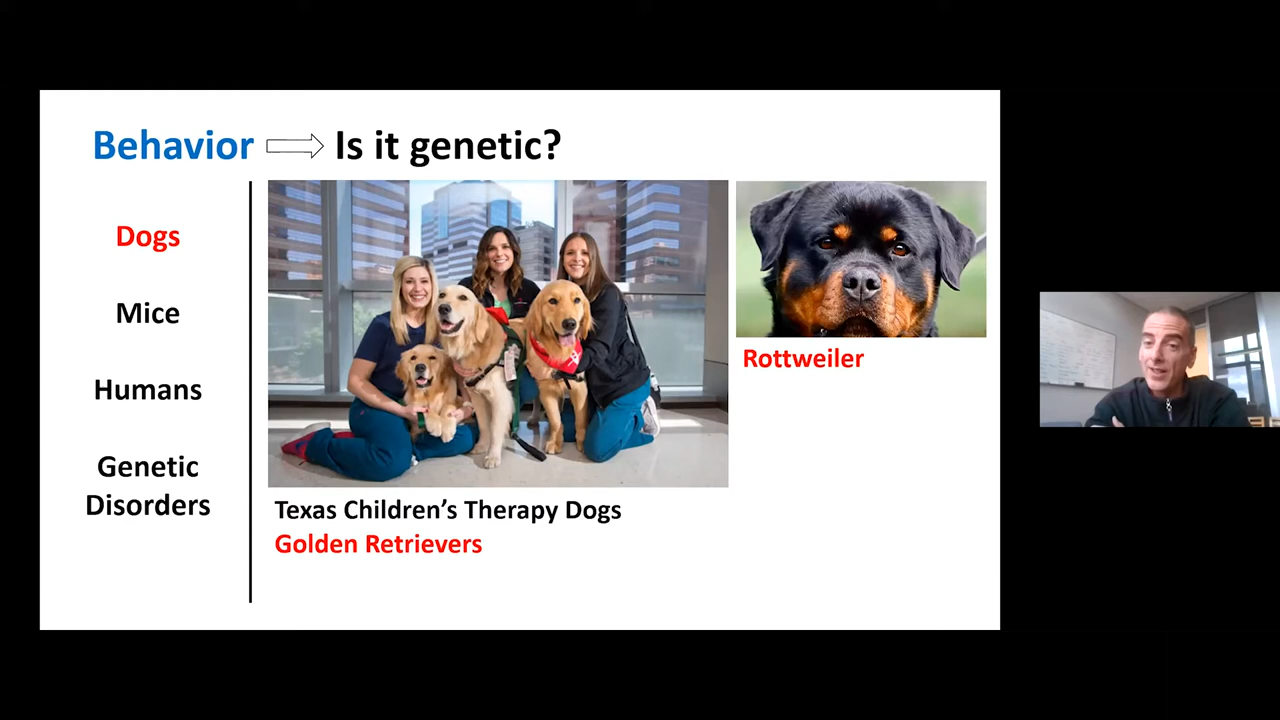 Behavior Is it genetic?
Dogs
Mice
Humans
Genetic
Disorders
Rottweiler
Texas Children's Therapy Dogs
Golden Retrievers